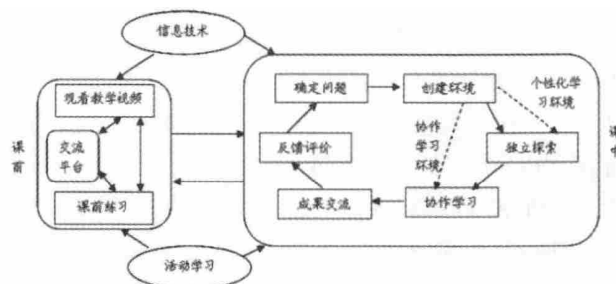 信息技术
观看教学视频
交流
平台
课前练习
课
前
活动学习
确定问题
创建环境
个性化学
习环境
协作
学习
环境
反馈评价
独立探索
成果交流
协作学习
课